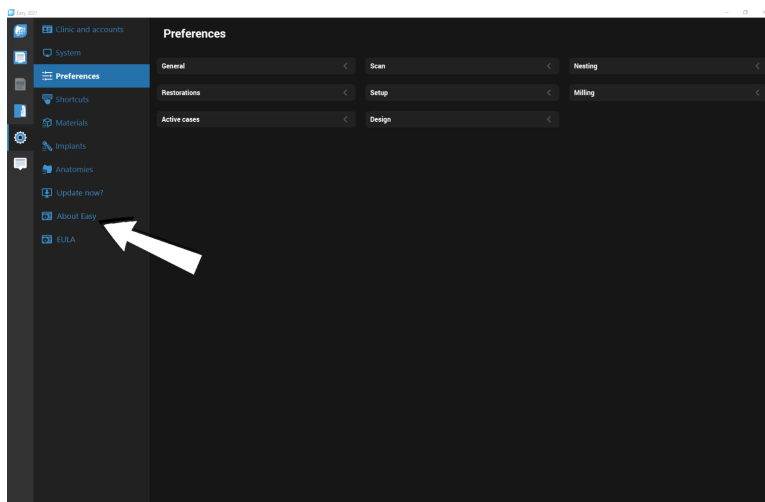 Easy 2021
Clinic and accounts
System
Preferences
Shortcuts
Materials
Implants
Anatomies
Update now?
About Easy
EULA
Preferences
General
Scan
Nesting
Restorations
Setup
Milling
Active cases
Design